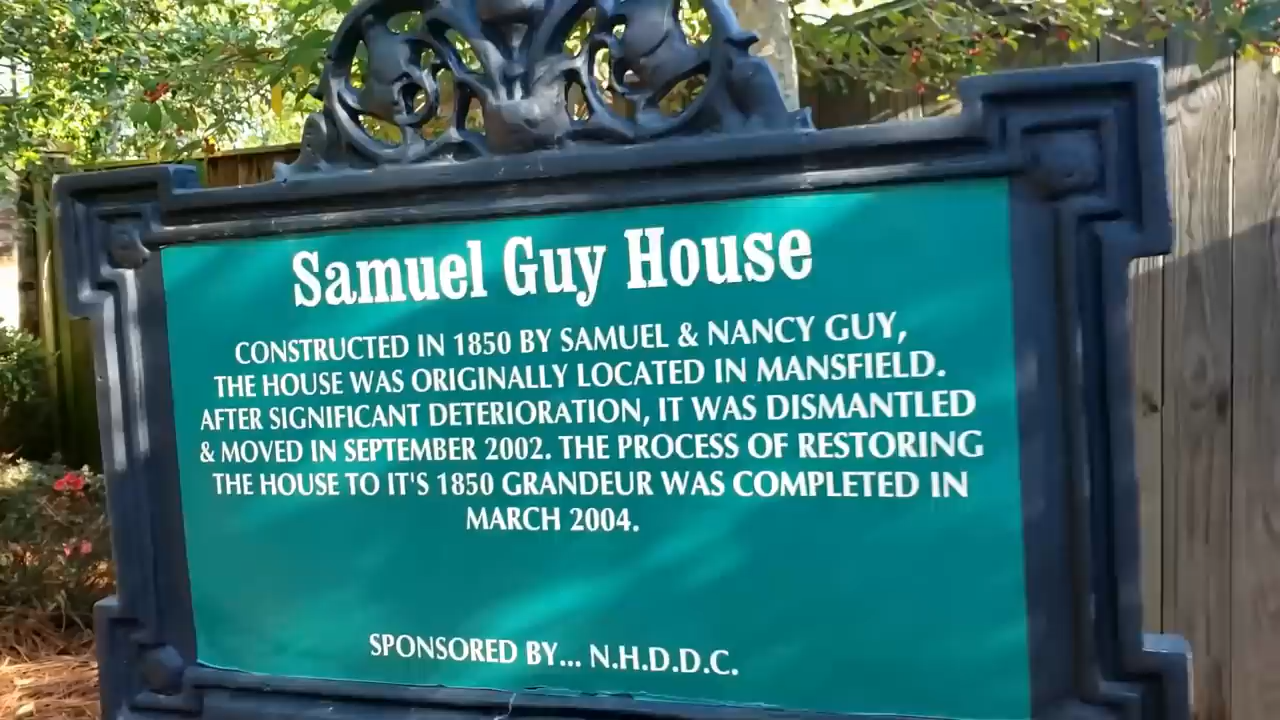 Samuel Guy House
CONSTRUCTED IN 1850 BY SAMUEL & NANCY GUY,
THE HOUSE WAS ORIGINALLY LOCATED IN MANSFIELD.
AFTER SIGNIFICANT DETERIORATION, IT WAS DISMANTLED
& MOVED IN SEPTEMBER 2002. THE PROCESS OF RESTORING
THE HOUSE TO IT'S 1850 GRANDEUR WAS COMPLETED IN
MARCH 2004.
SPONSORED BY... N.H.D.D.C.